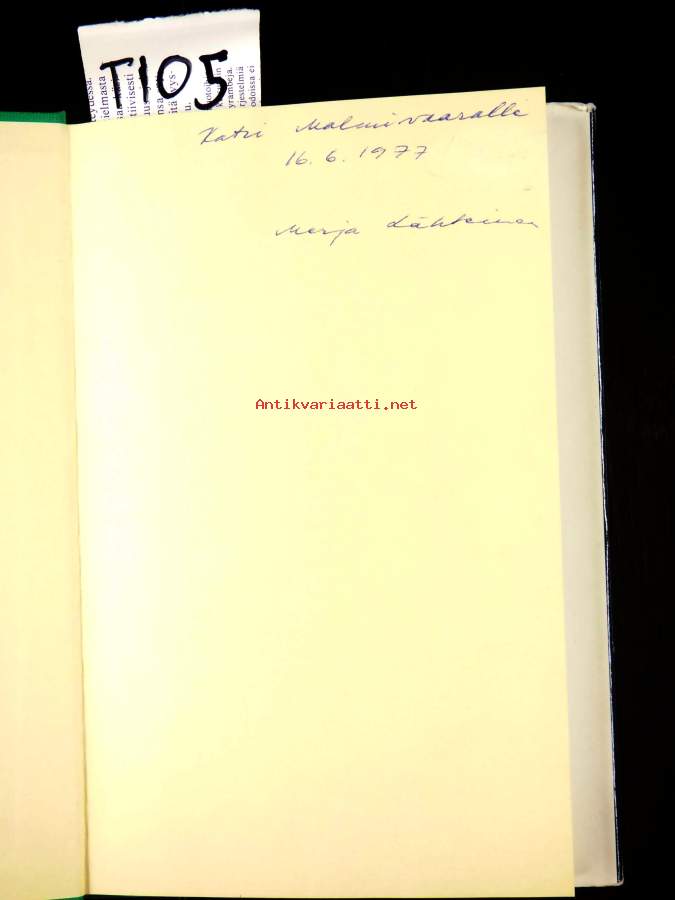 T105
Katri Malmivaaralle
16.6.1977
Merja Lähteinen
Antikvariaatti.net